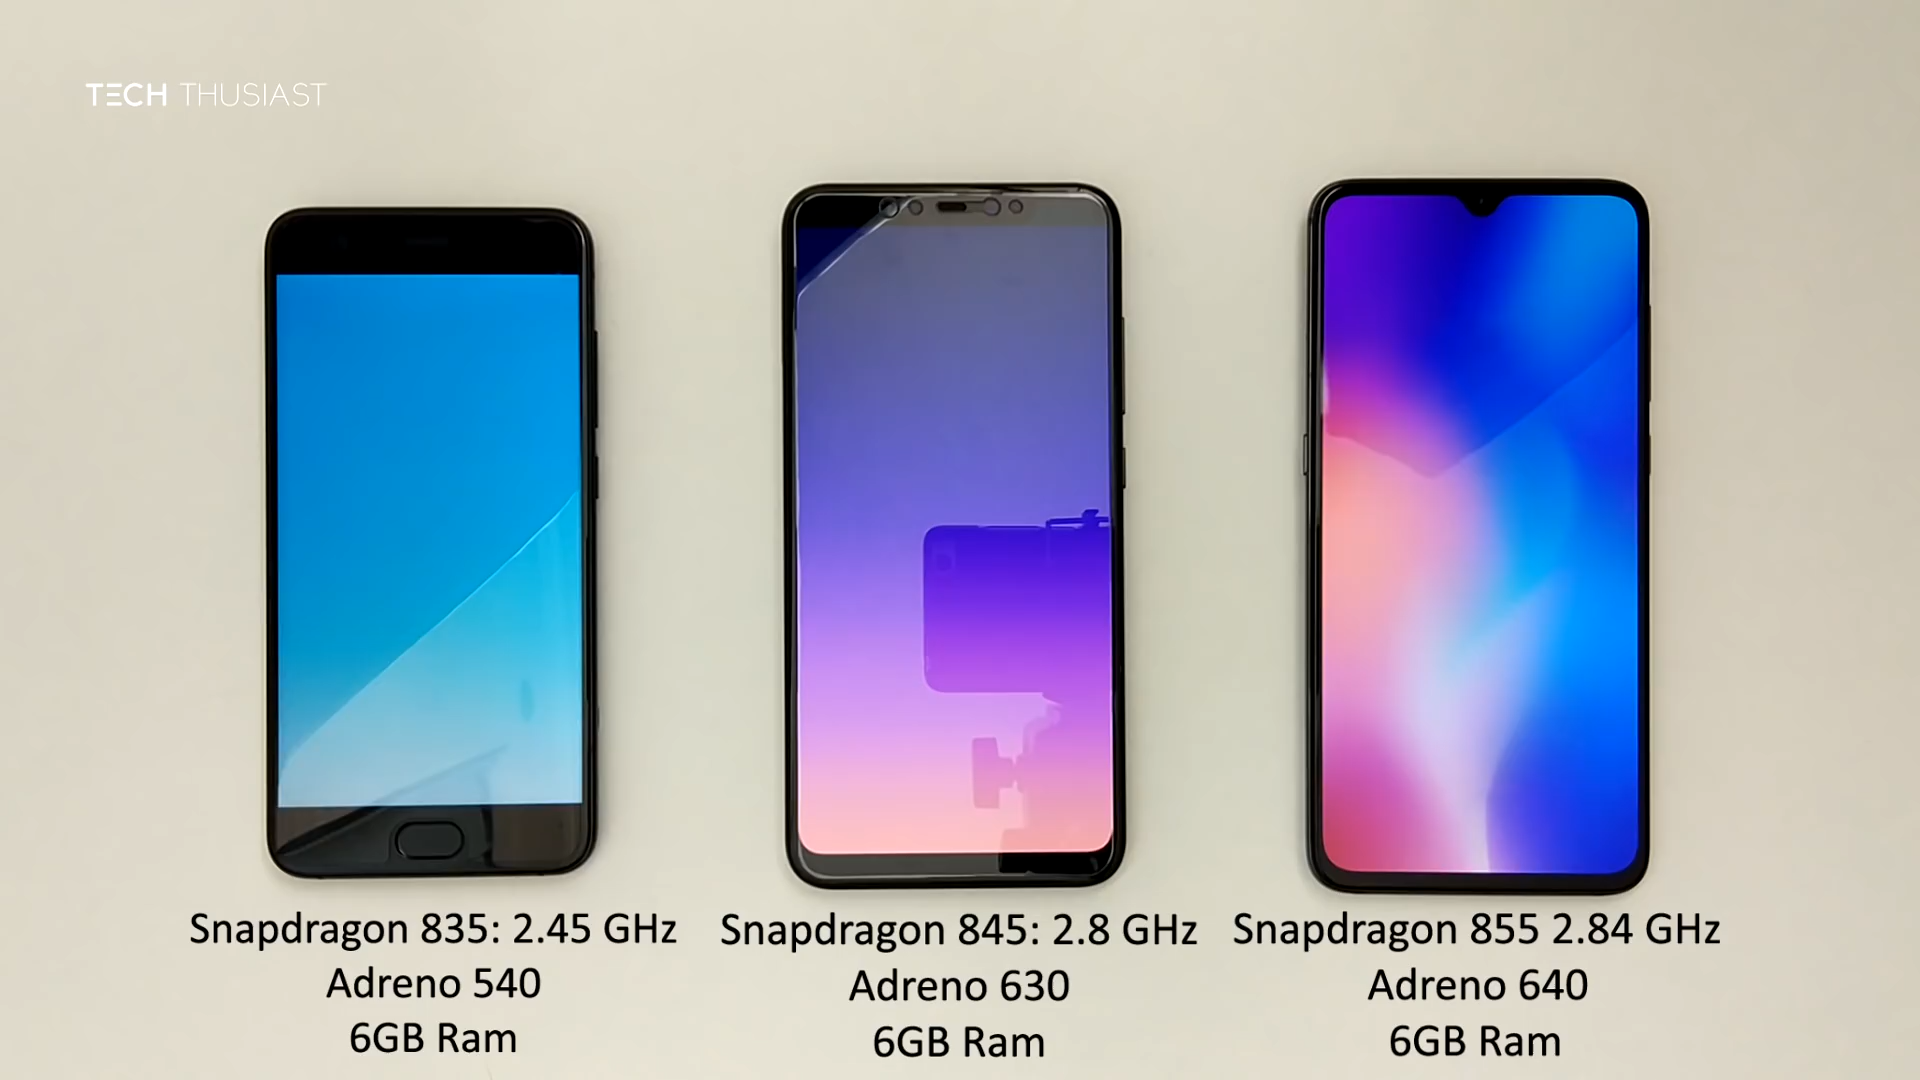 TECH THUSIAST
Snapdragon 835: 2.45 GHz
Adreno 540
6GB Ram
Snapdragon 845: 2.8 GHz
Adreno 630
6GB Ram
Snapdragon 855 2.84 GHz
Adreno 640
6GB Ram